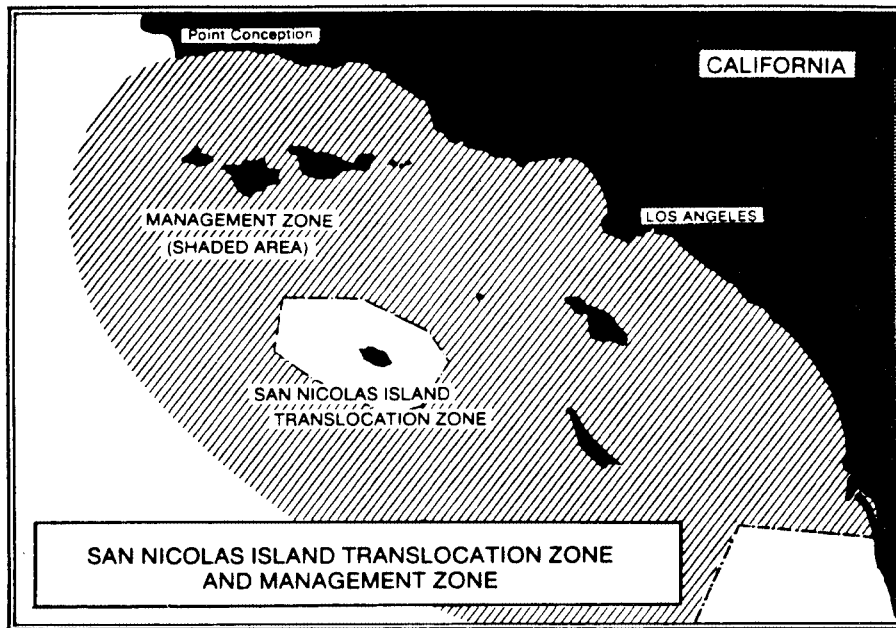 Point Conception
CALIFORNIA
MANAGEMENT ZONE
(SHADED AREA)
LOS ANGELES
SAN NICOLAS ISLAND
TRANSLOCATION ZONE
SAN NICOLAS ISLAND TRANSLOCATION ZONE
AND MANAGEMENT ZONE